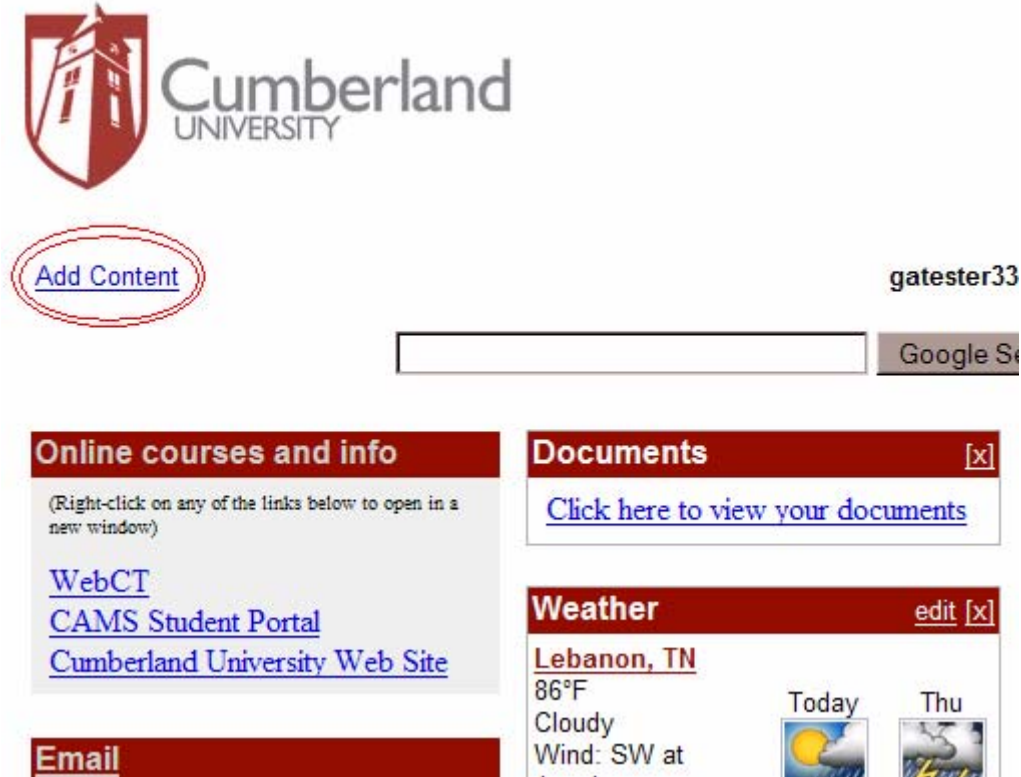 Cumberland
UNIVERSITY
Add Content
gatester33
Google Se
Online courses and info
(Right-click on any of the links below to open in a
new window)
WebCT
CAMS Student Portal
Cumberland University Web Site
Email
Documents [x]
Click here to view your documents
Weather edit [x]
Lebanon, TN
86°F
Cloudy
Wind: SW at
Today Thu